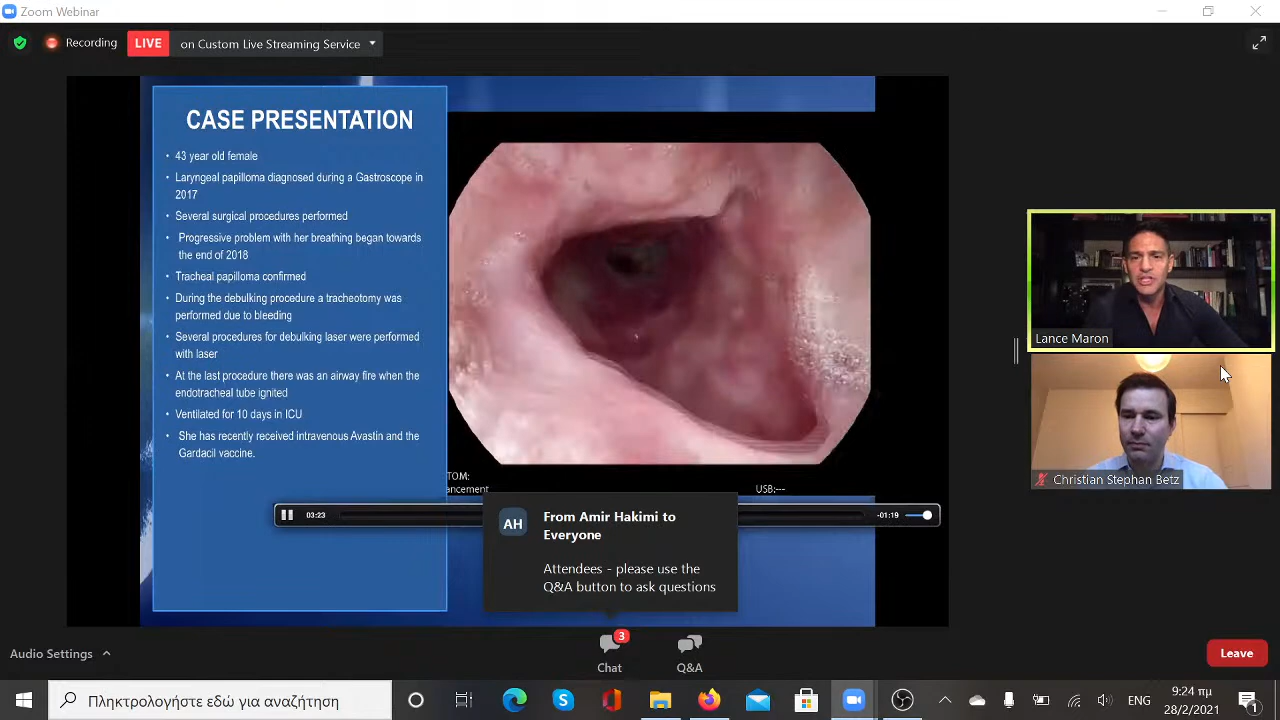 Zoom Webinar
Recording
LIVE
on Custom Live Streaming Service
CASE PRESENTATION
• 43 year old female
• Laryngeal papilloma diagnosed during a Gastroscope in
2017
• Several surgical procedures performed
• Progressive problem with her breathing began towards
the end of 2018
• Tracheal papilloma confirmed
• During the debulking procedure a tracheotomy was
performed due to bleeding
• Several procedures for debulking laser were performed
with laser
• At the last procedure there was an airway fire when the
endotracheal tube ignited
• Ventilated for 10 days in ICU
• She has recently received intravenous Avastin and the
Gardacil vaccine.
TOM:
ancement
USB:---
03:23
-01:19
AH
From Amir Hakimi to
Everyone
Attendees - please use the
Q&A button to ask questions
Lance Maron
Christian Stephan Betz
Audio Settings
3
Chat
Q&A
Leave
Πληκτρολογήστε εδώ για αναζήτηση
ΕΝG
9:24 πμ
28/2/2021
1